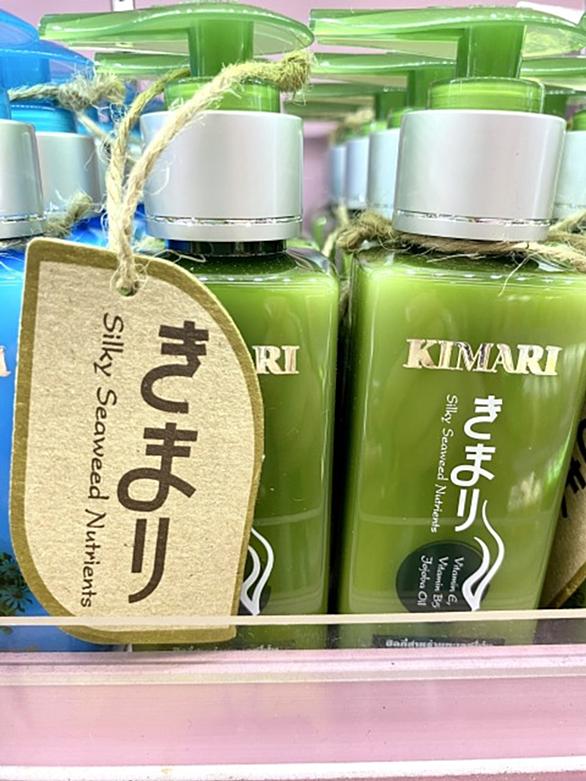 きまり
Silky Seaweed Nutrients
RI
KIMARI
きまり
Silky Seaweed Nutrients
Vitamin E
Vitamin B5
Jojoba Oil